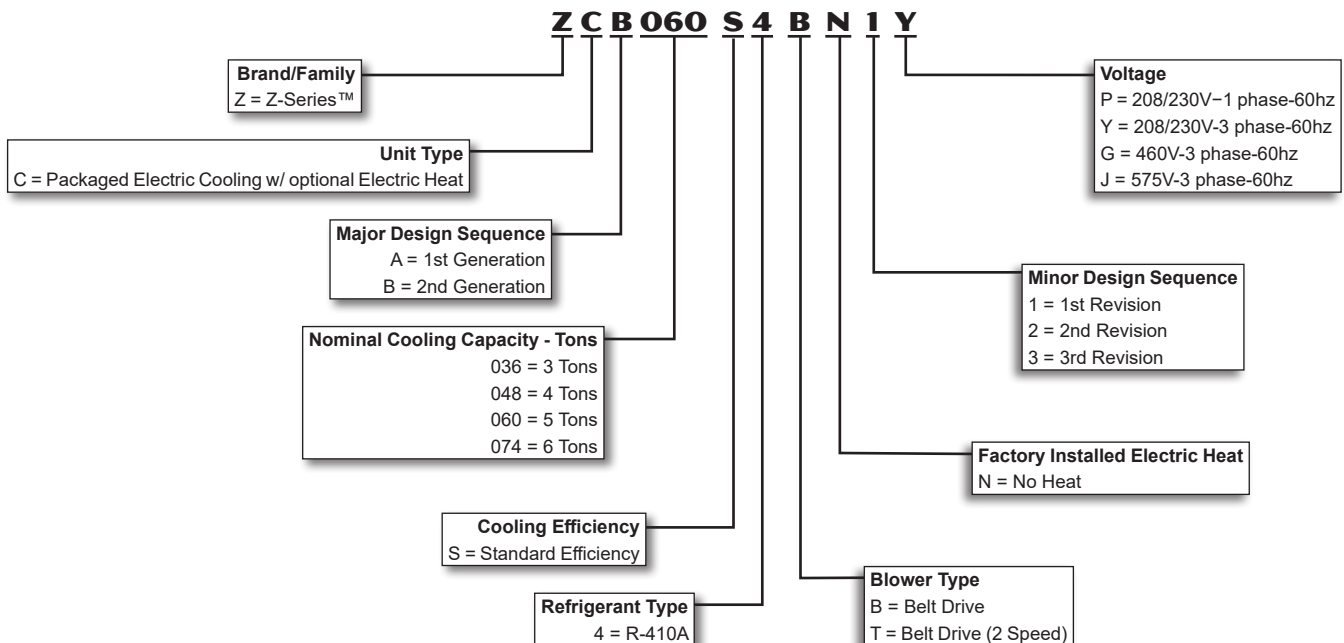 Z C B 060 S 4 B N 1 Y
Brand/Family
Z = Z-Series™
Unit Type
C = Packaged Electric Cooling w/ optional Electric Heat
Major Design Sequence
A = 1st Generation
B = 2nd Generation
Nominal Cooling Capacity - Tons
036 = 3 Tons
048 = 4 Tons
060 = 5 Tons
074 = 6 Tons
Cooling Efficiency
S = Standard Efficiency
Refrigerant Type
4 = R-410A
Voltage
P = 208/230V−1 phase-60hz
Y = 208/230V-3 phase-60hz
G = 460V-3 phase-60hz
J = 575V-3 phase-60hz
Minor Design Sequence
1 = 1st Revision
2 = 2nd Revision
3 = 3rd Revision
Factory Installed Electric Heat
N = No Heat
Blower Type
B = Belt Drive
T = Belt Drive (2 Speed)